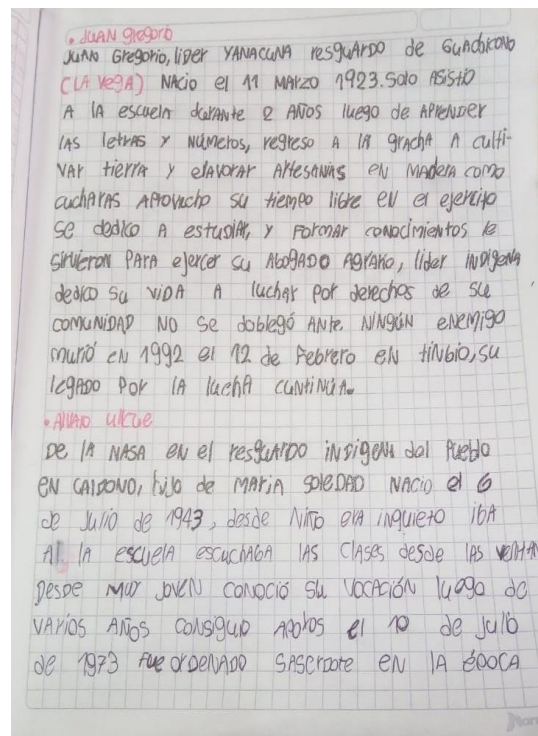 • JUAN gregorio
JUAN Gregorio, liDer YANACUNA resguArDo de GUAChicoNo
(LA VegA) NAcio el 11 MArzo 1923. Solo ASistio
A lA escuelA durante 2 AÑos luego de APreNDer
lAS letrAS y Números, regreso A lA grAchA A culti-
VAr tierrA y elAvorAr ArtesANiAS eN MADerA como
cuchArAS APrOvucho su tiempo libre eN el ejercito
se dedico A estuDiAr, y FormAr coNocimieNtos le
sirvieroN PArA ejercer su AbogADo AgrArio, lider iNDigeNA
dedico Su viDA A luchAr por derechos de su
comuNiDAD NO Se doblegó ANte NiNgúN eNemigo
murió eN 1992 el 12 de Febrero eN tiNbio, su
legADo Por lA luchA cuNtiNúA.
• AlvAro ulcue
De lA NASA eN el resguArDo iNDigeNA del Pueblo
eN CAlDoNo, hijo de MAriA SoleDAD NAcio el 6
de Julio de 1943, desde Niño erA iNquieto ibA
Al lA escuelA escuchAbA lAS clAses desde lAS veNtAN
Desde muy joveN coNoció su vocAcióN luego de
vArios Años coNsiguio APollos el 10 de Julio
de 1973 Fue orDeNADo SAserDote eN lA éPocA
Nor